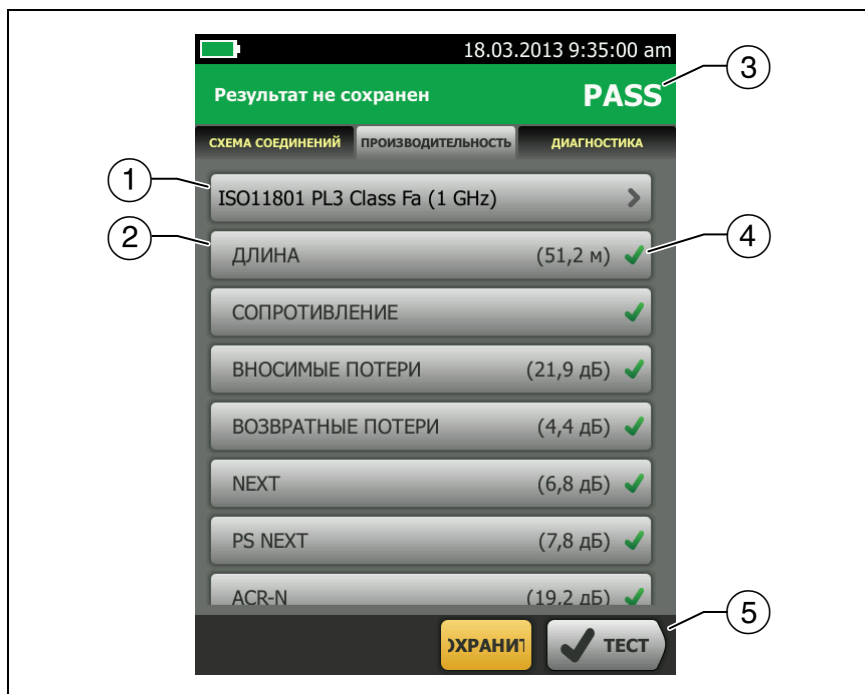 18.03.2013 9:35:00 am
Результат не сохранен PASS
СХЕМА СОЕДИНЕНИЙ ПРОИЗВОДИТЕЛЬНОСТЬ ДИАГНОСТИКА
ISO11801 PL3 Class Fa (1 GHz)
ДЛИНА (51,2 м)
СОПРОТИВЛЕНИЕ
ВНОСИМЫЕ ПОТЕРИ (21,9 дБ)
ВОЗВРАТНЫЕ ПОТЕРИ (4,4 дБ)
NEXT (6,8 дБ)
PS NEXT (7,8 дБ)
ACR-N (19,2 дБ)
ОХРАНИТ ТЕСТ
1
2
3
4
5